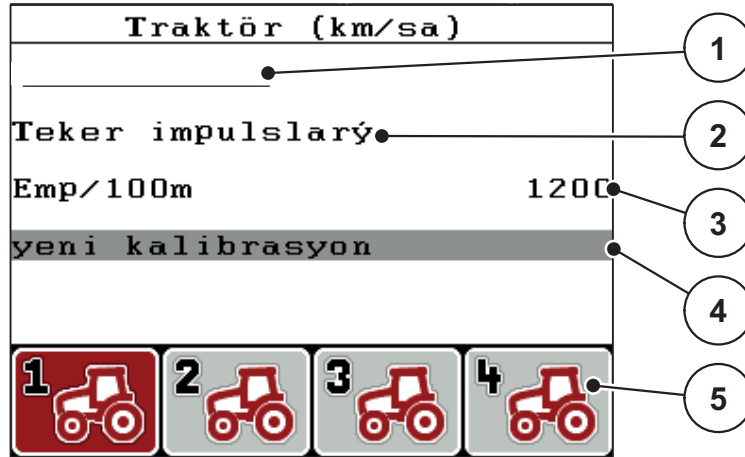 Traktör (km/sa)
1
Teker impulslarý
2
Emp/100m 1200
3
yeni kalibrasyon
4
1 2 3 4
5